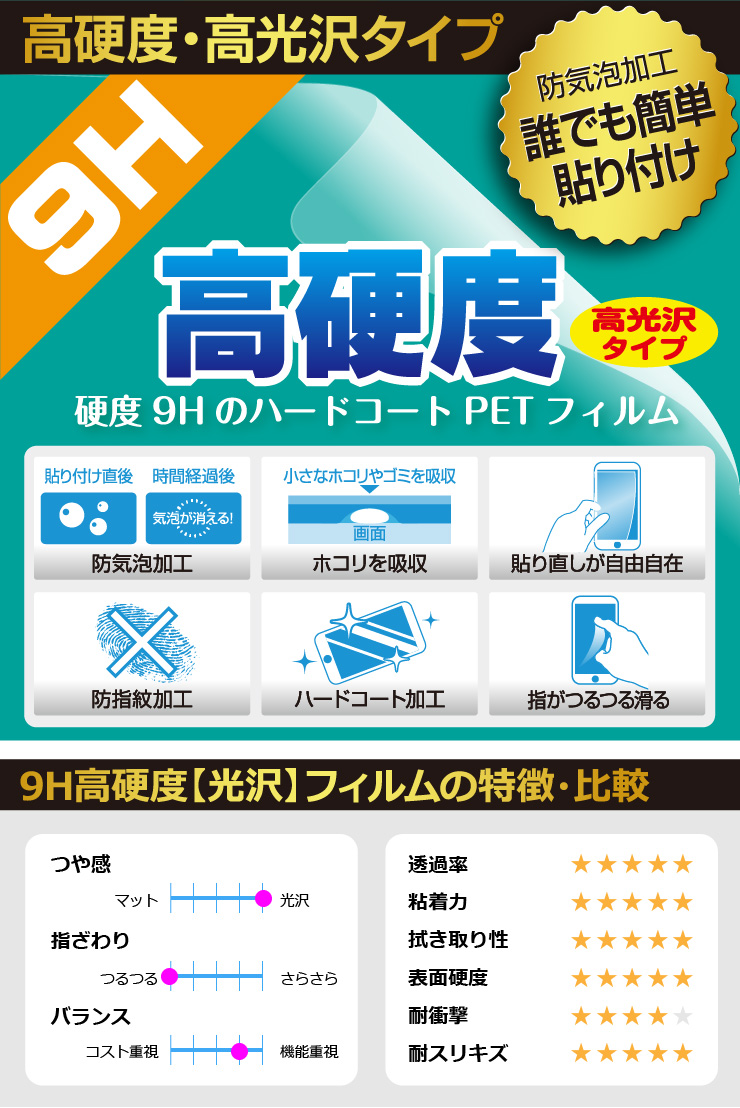 高硬度・高光沢タイプ
防気泡加工
誰でも簡単
貼り付け
9H
高硬度
高光沢
タイプ
硬度 9H のハードコート PET フィルム
貼り付け直後
時間経過後
気泡が消える!
防気泡加工
小さなホコリやゴミを吸収
画面
ホコリを吸収
貼り直しが自由自在
防指紋加工
ハードコート加工
指がつるつる滑る
9H高硬度【光沢】フィルムの特徴・比較
つや感
マット 光沢
指ざわり
つるつる さらさら
バランス
コスト重視 機能重視
透過率 ★★★★★
粘着力 ★★★★★
拭き取り性 ★★★★★
表面硬度 ★★★★★
耐衝撃 ★★★★★
耐スリキズ ★★★★★